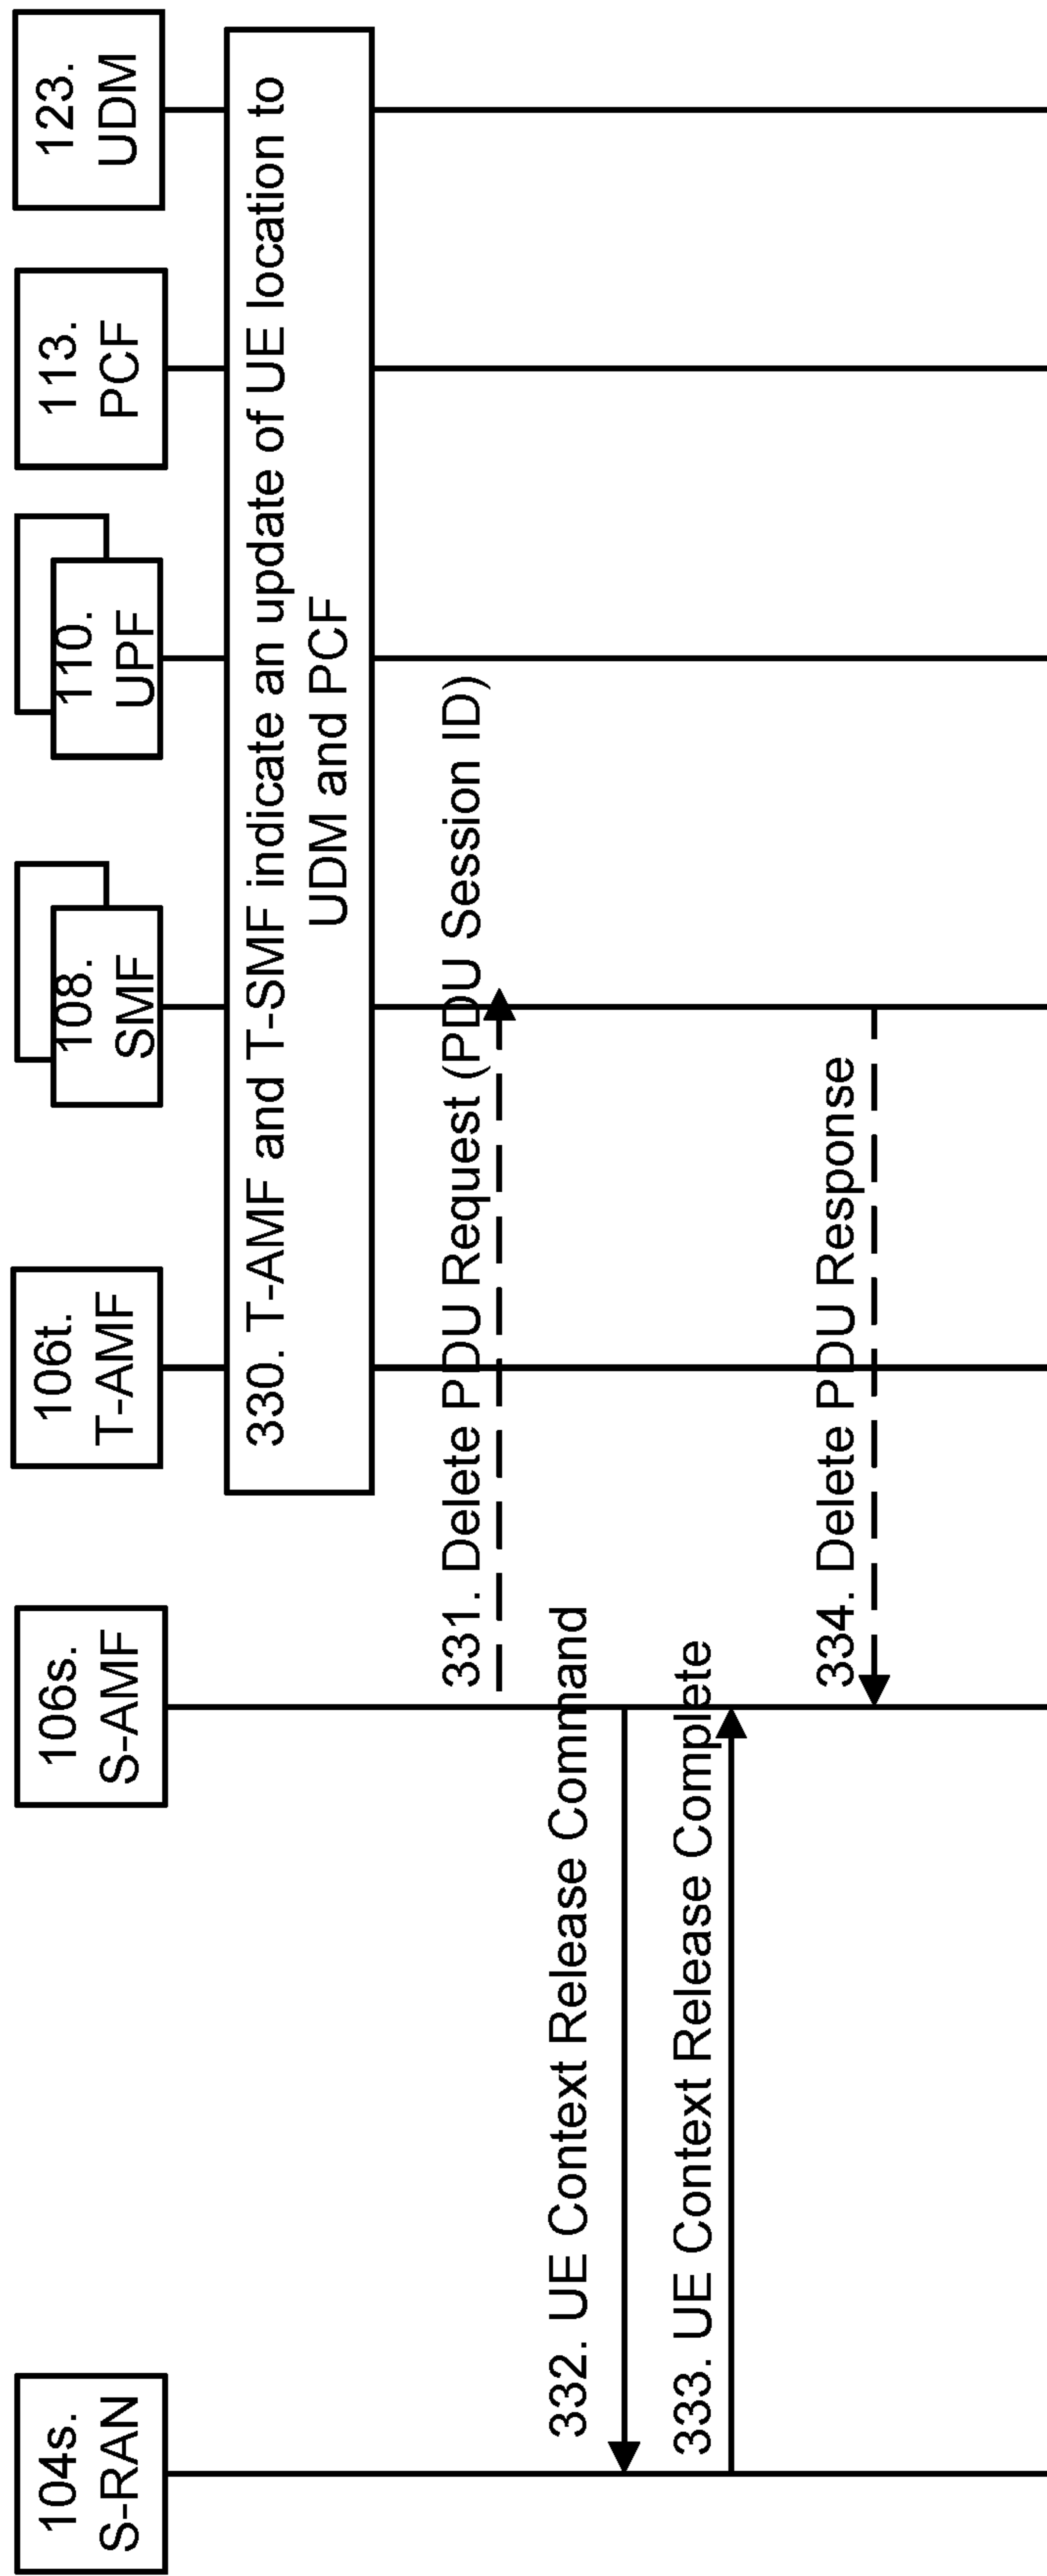 104s.
S-RAN
106s.
S-AMF
106t.
T-AMF
108.
SMF
110.
UPF
113.
PCF
123.
UDM
330. T-AMF and T-SMF indicate an update of UE location to
UDM and PCF
331. Delete PDU Request (PDU Session ID)
332. UE Context Release Command
333. UE Context Release Complete
334. Delete PDU Response